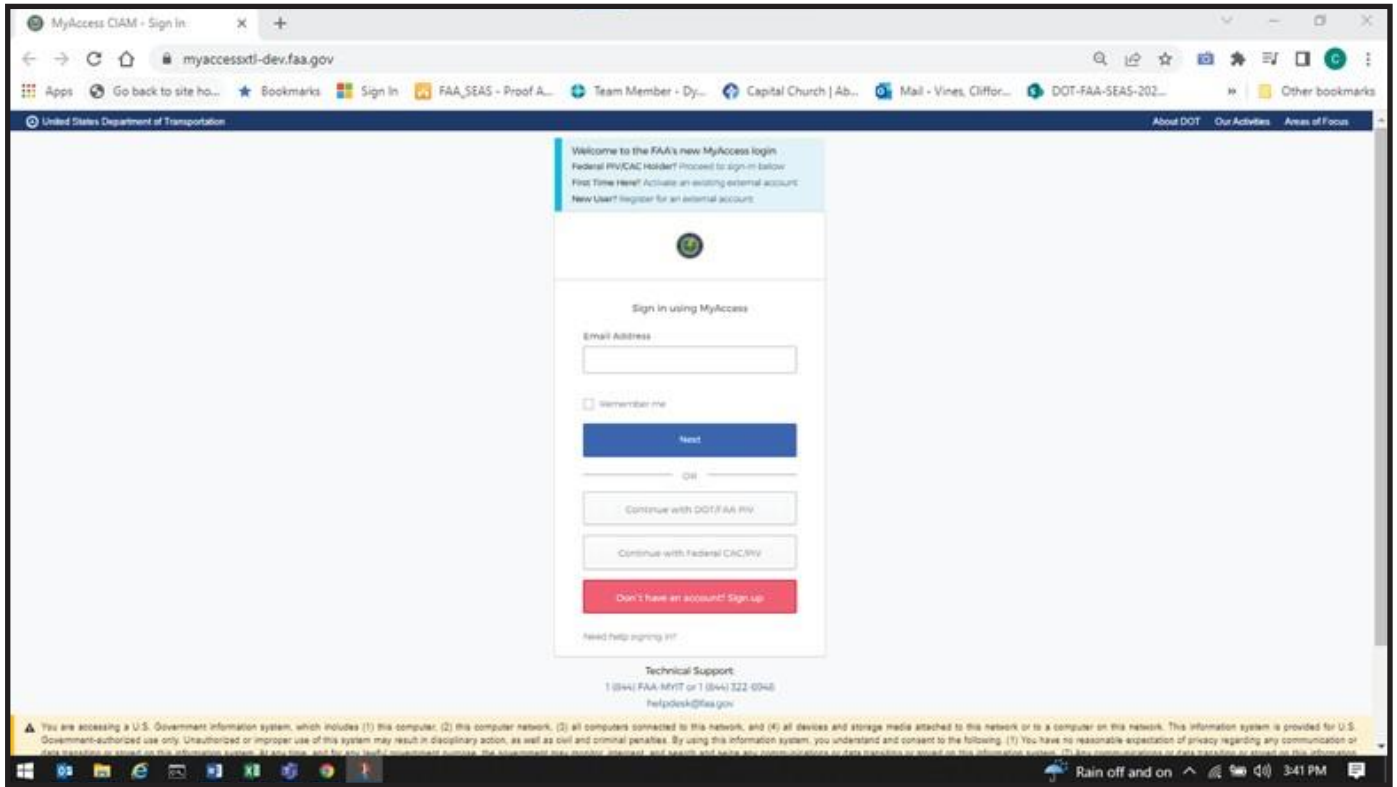 MyAccess CIAM - Sign In
myaccessxtl-dev.faa.gov
Apps Go back to site ho... Bookmarks Sign In FAA_SEAS - Proof A... Team Member - Dy... Capital Church | Ab... Mail - Vines, Cliffor... DOT-FAA-SEAS-202... Other bookmarks
United States Department of Transportation About DOT Our Activities Areas of Focus
Welcome to the FAA's new MyAccess login
Federal PIV/CAC Holder? Proceed to sign-in below
First Time Here? Activate an existing external account
New User? Register for an external account
Sign in using MyAccess
Email Address
Remember me
Next
OR
Continue with DOT/FAA PIV
Continue with Federal CAC/PIV
Don't have an account? Sign up
Need help signing in?
Technical Support
1 (844) FAA-MYIT or 1 (844) 322-6948
helpdesk@faa.gov
You are accessing a U.S. Government information system, which includes (1) this computer, (2) this computer network, (3) all computers connected to this network, and (4) all devices and storage media attached to this network or to a computer on this network. This information system is provided for U.S.
Government-authorized use only. Unauthorized or improper use of this system may result in disciplinary action, as well as civil and criminal penalties. By using this information system, you understand and consent to the following. (1) You have no reasonable expectation of privacy regarding any communication or
Rain off and on 3:41 PM